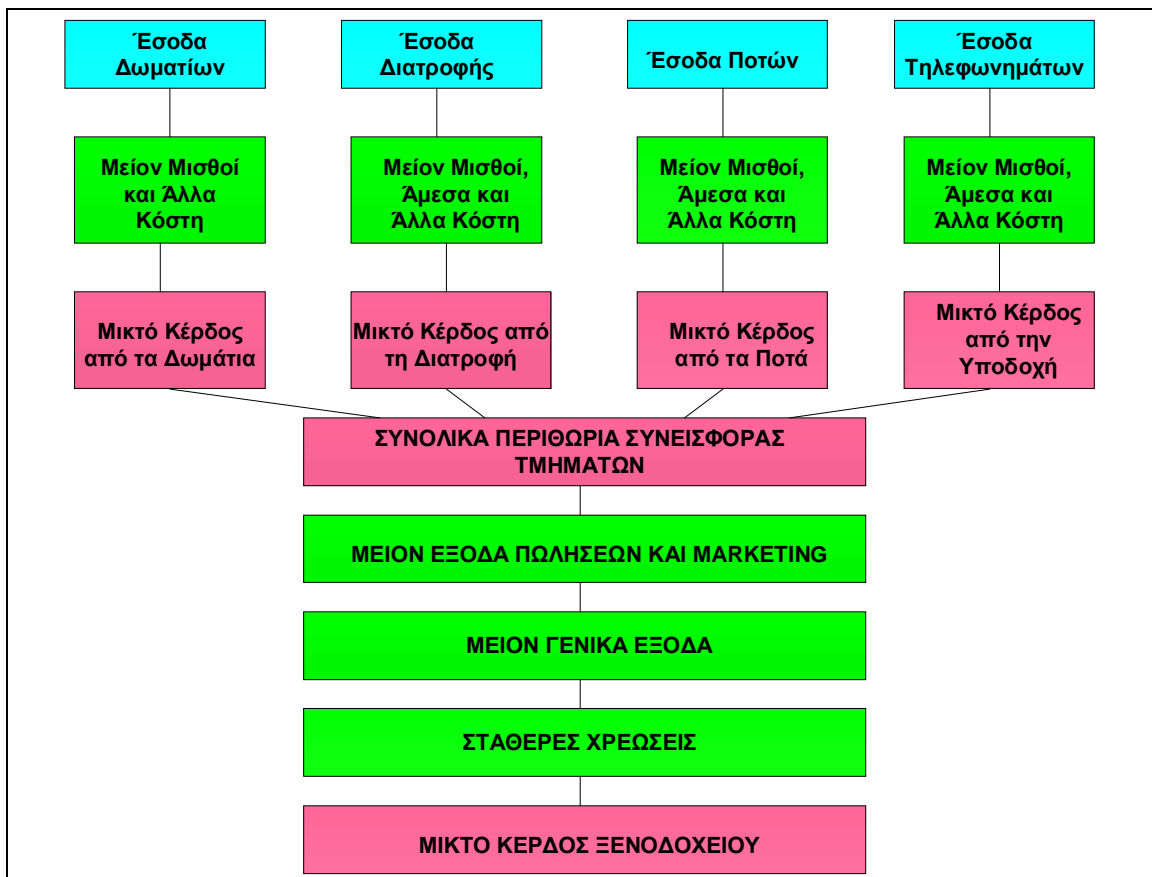 Έσοδα
Δωματίων
Έσοδα
Διατροφής
Έσοδα Ποτών
Έσοδα
Τηλεφωνημάτων
Μείον Μισθοί
και Άλλα
Κόστη
Μείον Μισθοί,
Άμεσα και
Άλλα Κόστη
Μείον Μισθοί,
Άμεσα και
Άλλα Κόστη
Μείον Μισθοί,
Άμεσα και
Άλλα Κόστη
Μικτό Κέρδος
από τα Δωμάτια
Μικτό Κέρδος από
τη Διατροφή
Μικτό Κέρδος
από τα Ποτά
Μικτό Κέρδος
από την
Υποδοχή
ΣΥΝΟΛΙΚΑ ΠΕΡΙΘΩΡΙΑ ΣΥΝΕΙΣΦΟΡΑΣ
ΤΜΗΜΑΤΩΝ
ΜΕΙΟΝ ΕΞΟΔΑ ΠΩΛΗΣΕΩΝ ΚΑΙ MARKETING
ΜΕΙΟΝ ΓΕΝΙΚΑ ΕΞΟΔΑ
ΣΤΑΘΕΡΕΣ ΧΡΕΩΣΕΙΣ
ΜΙΚΤΟ ΚΕΡΔΟΣ ΞΕΝΟΔΟΧΕΙΟΥ